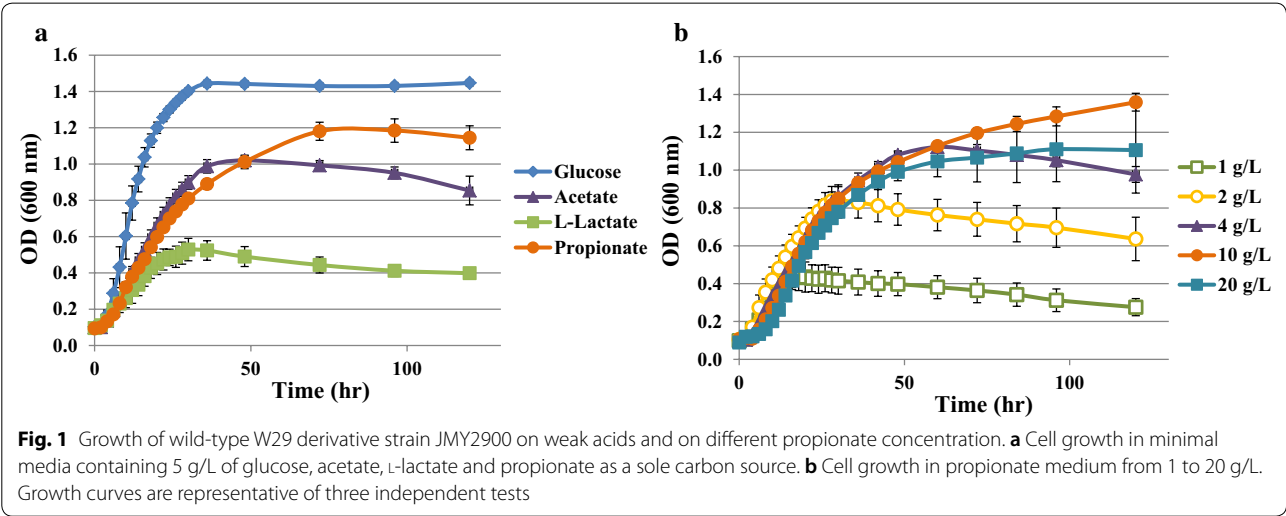 a
1.6
1.4
1.2
1.0
0.8
0.6
0.4
0.2
0.0
OD (600 nm)
0
50
100
Time (hr)
Glucose
Acetate
L-Lactate
Propionate
b
1.6
1.4
1.2
1.0
0.8
0.6
0.4
0.2
0.0
OD (600 nm)
0
50
100
Time (hr)
1 g/L
2 g/L
4 g/L
10 g/L
20 g/L
Fig. 1 Growth of wild-type W29 derivative strain JMY2900 on weak acids and on different propionate concentration. a Cell growth in minimal
media containing 5 g/L of glucose, acetate, L-lactate and propionate as a sole carbon source. b Cell growth in propionate medium from 1 to 20 g/L.
Growth curves are representative of three independent tests